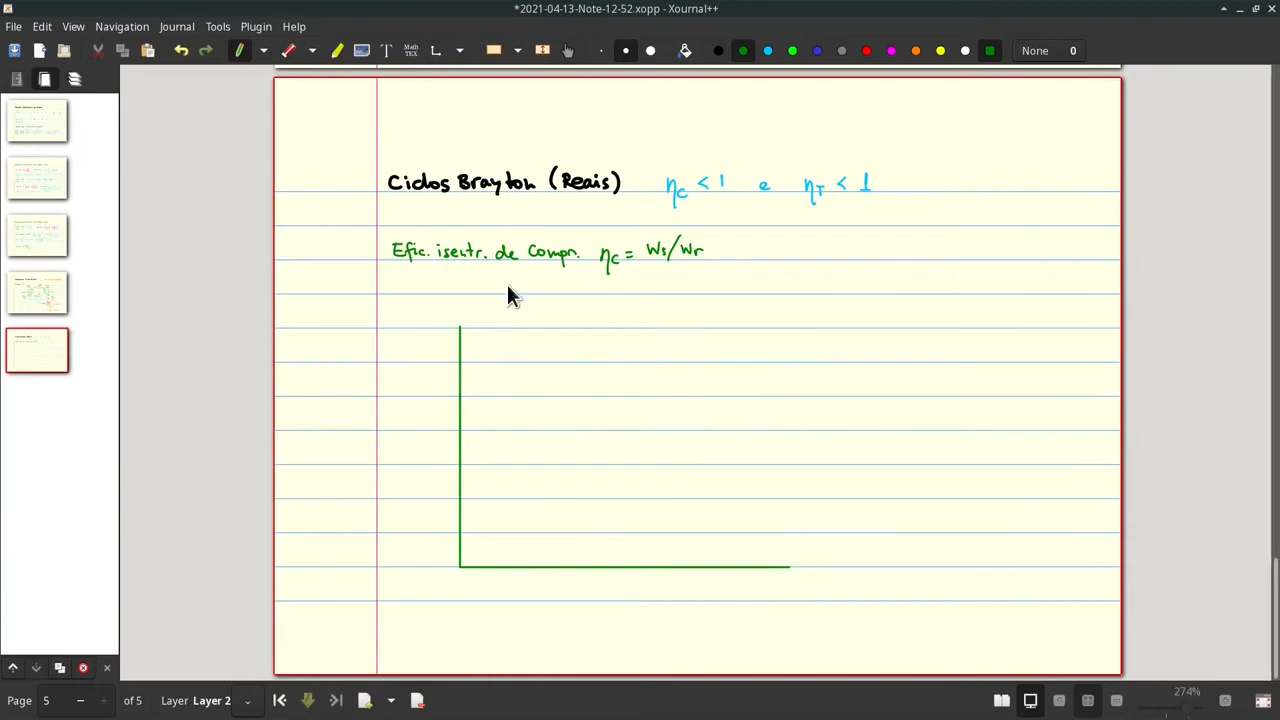 *2021-04-13-Note-12-52.xopp - Xournal++
File Edit View Navigation Journal Tools Plugin Help
Math TEX T None 0
Ciclos Brayton (Reais) ηc < 1 e ηT < 1
Efic. isentr. de Compr. ηc = Ws/Wr
Page 5 of 5 Layer Layer 2 274%